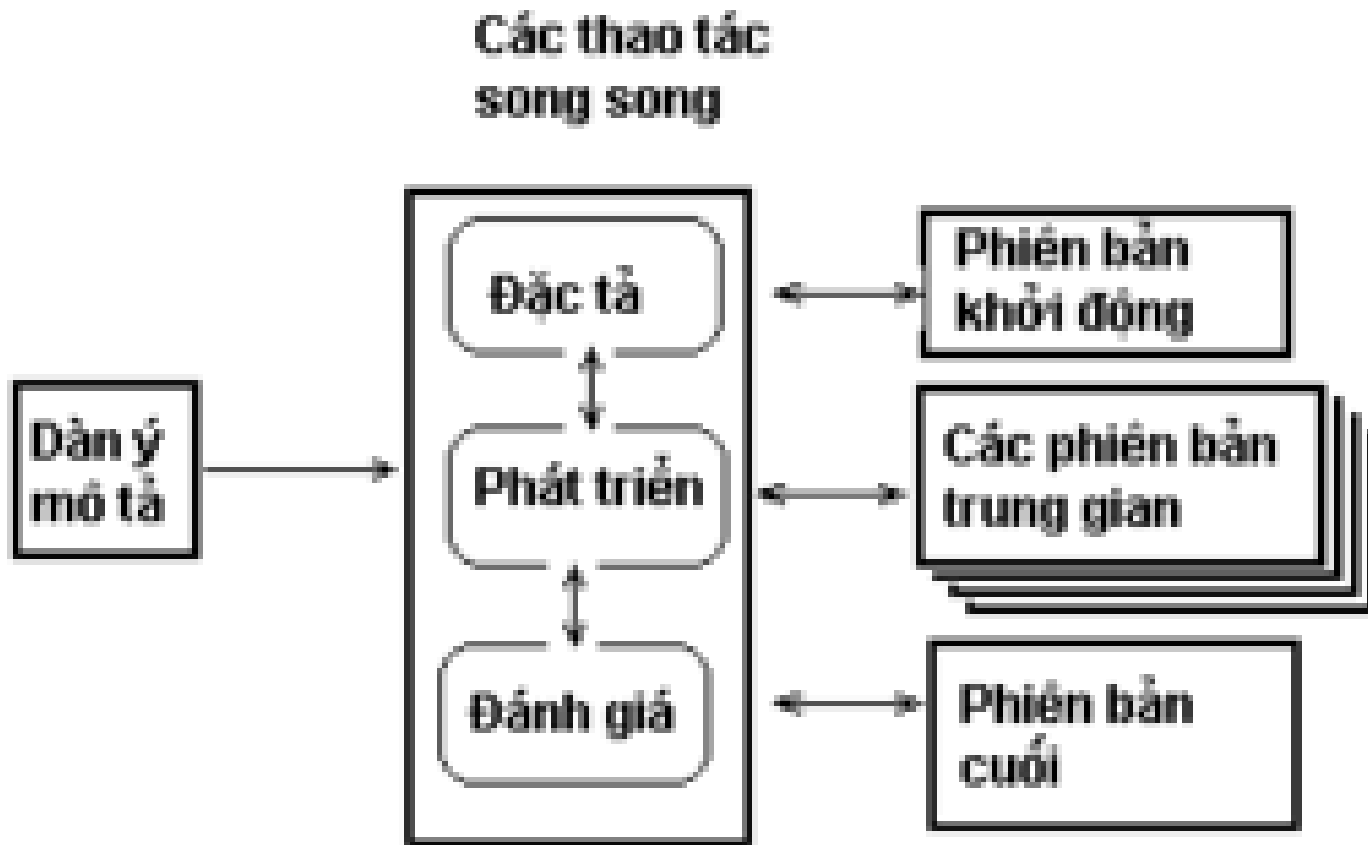 Các thao tác
song song
Dàn ý
mô tả
Đặc tả
Phát triển
Đánh giá
Phiên bản
khởi động
Các phiên bản
trung gian
Phiên bản
cuối